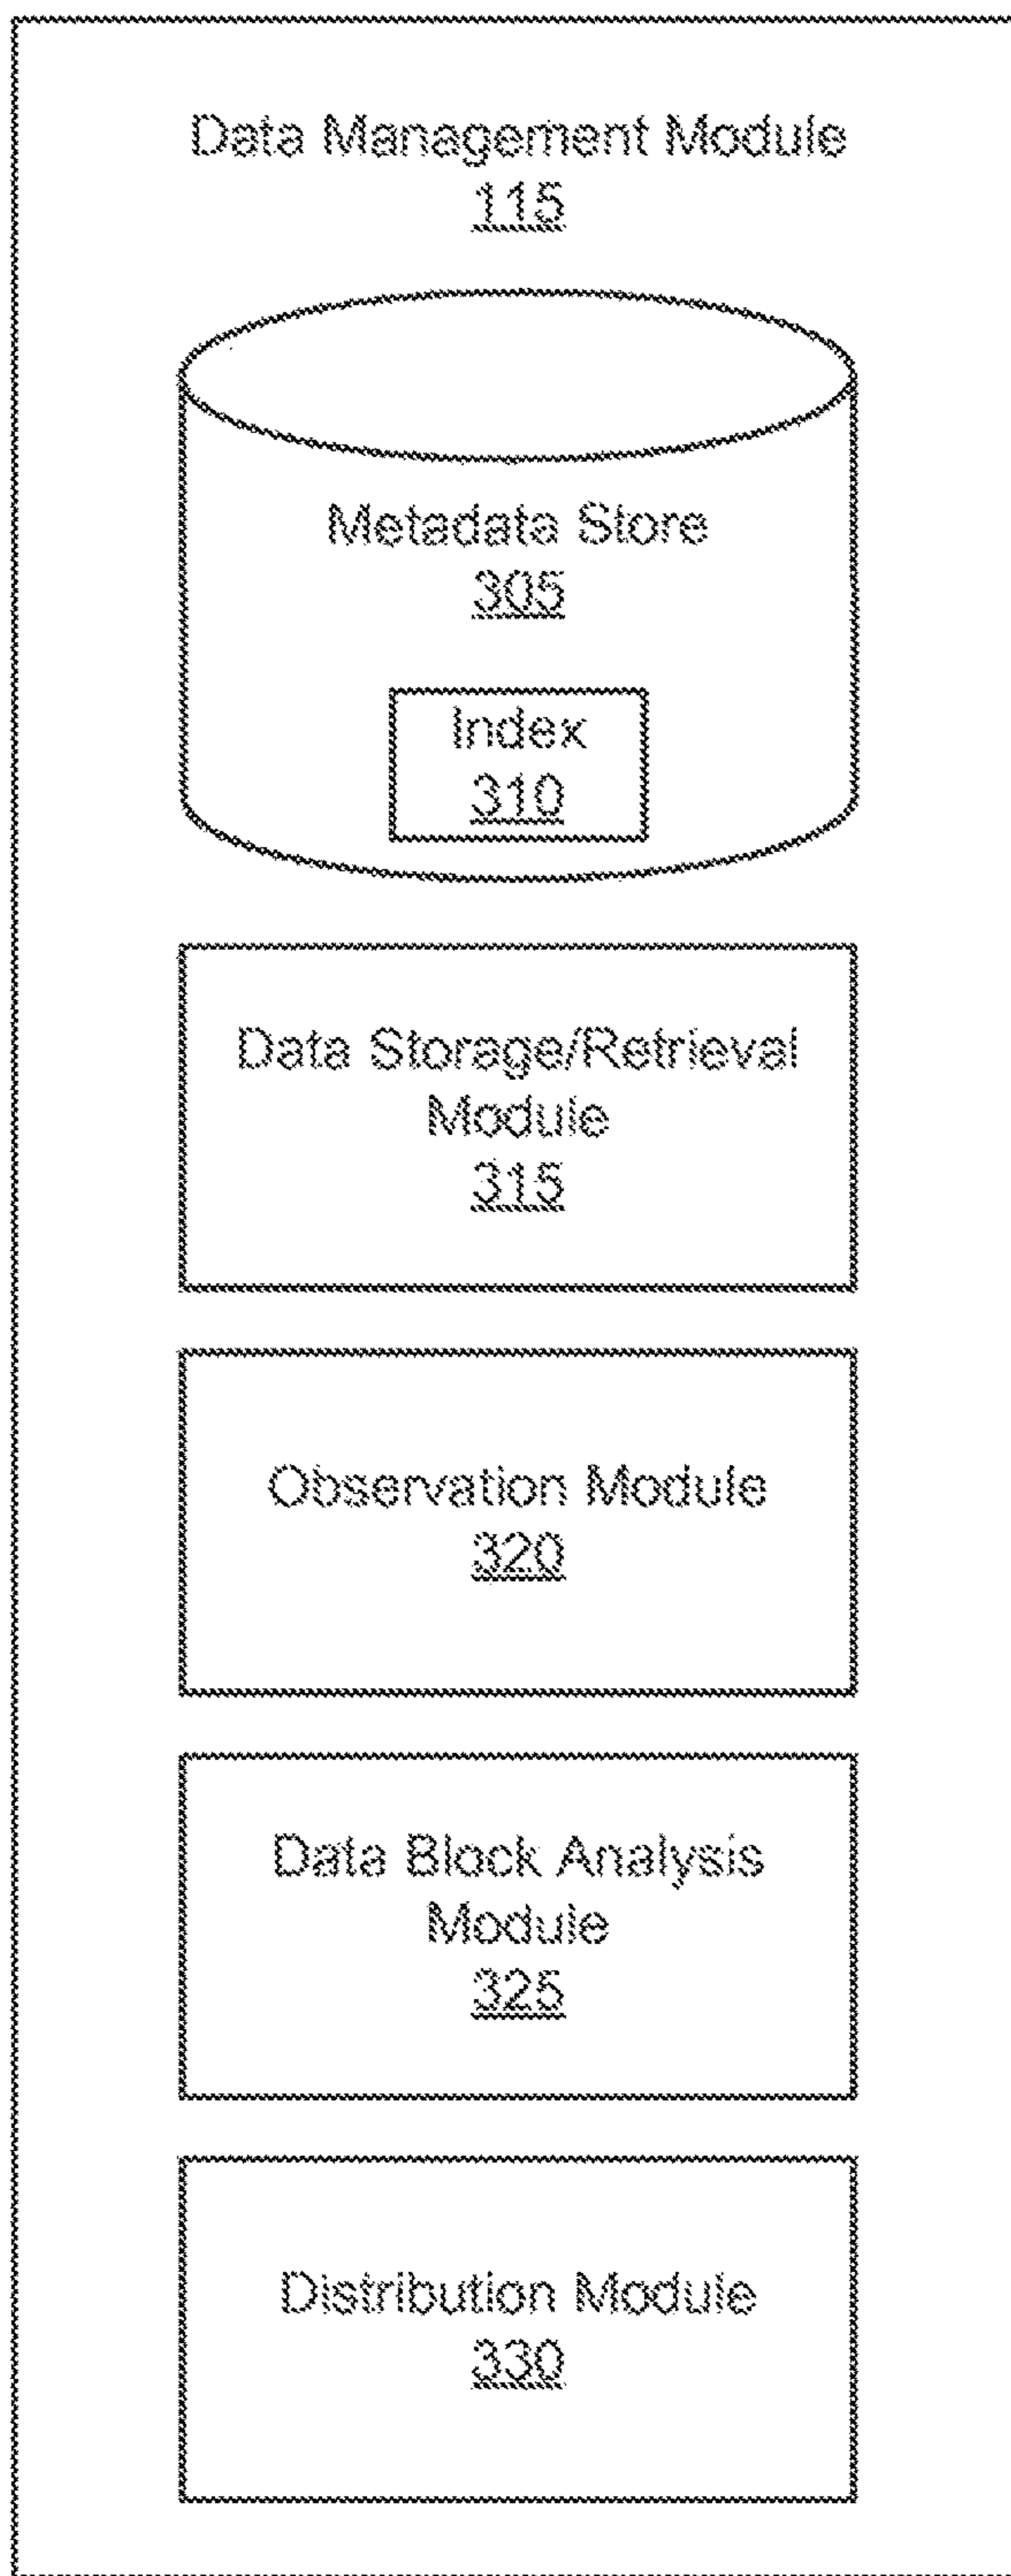 Data Management Module
115
Metadata Store
305
Index
310
Data Storage/Retrieval
Module
315
Observation Module
320
Data Block Analysis
Module
325
Distribution Module
330